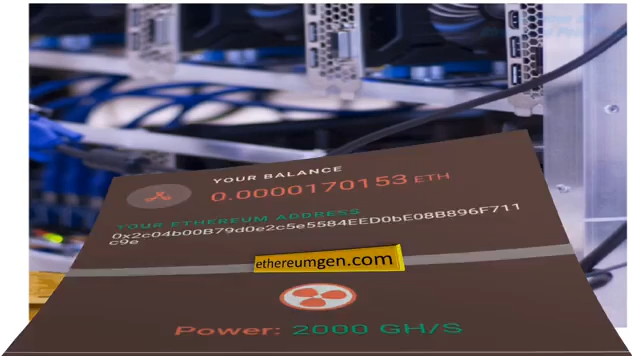 YOUR BALANCE
0.0000170153 ETH
YOUR ETHEREUM ADDRESS
0x2c04b00B79d0e2c5e5584EED0bE08B896F711
c9e
ethereumgen.com
Power: 2000 GH/S